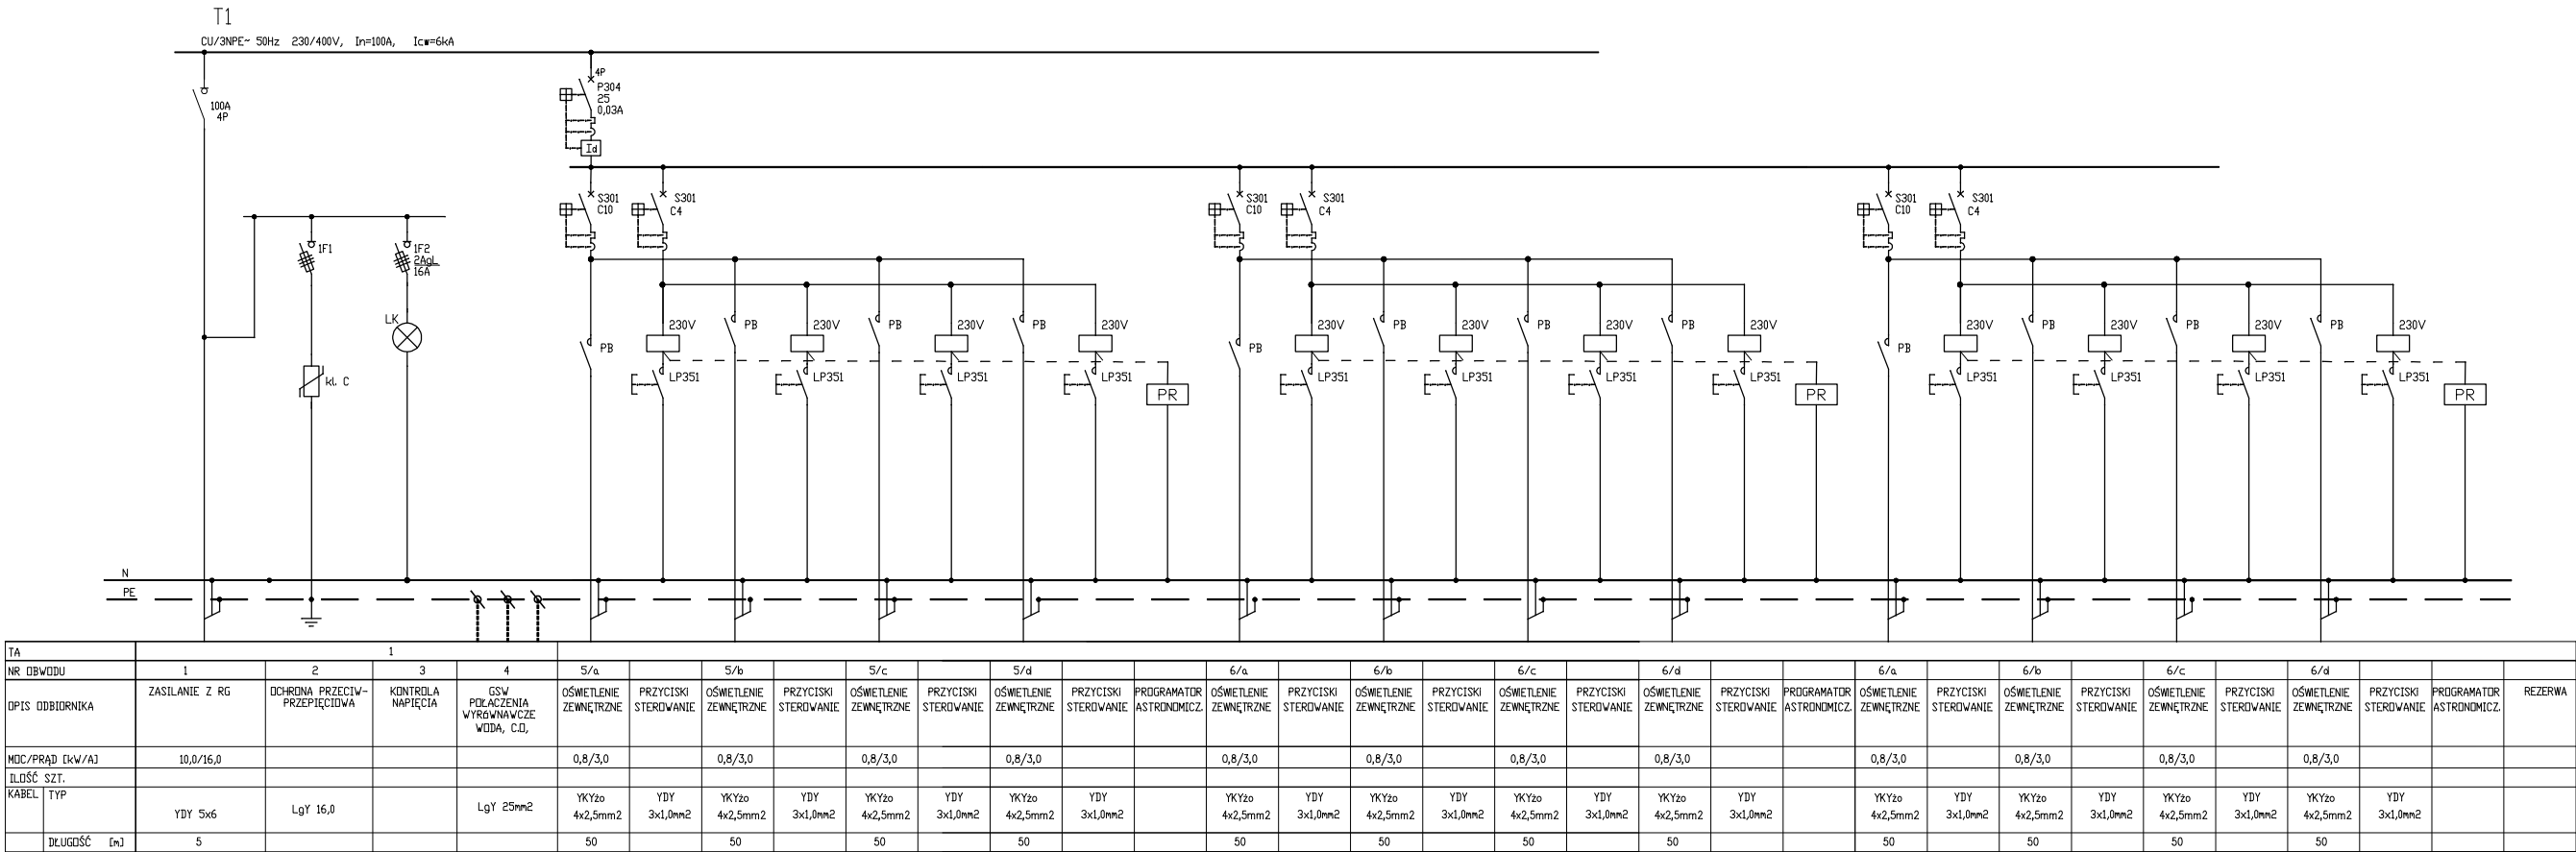 T1
CU/3NPE~ 50Hz 230/400V, In=100A, Icw=6kA
4P
P304
25
0,03A
100A
4P
Id
S301
C10
S301
C4
S301
C10
S301
C4
S301
C10
S301
C4
1F1
1F2
2AgL
16A
LK
kl. C
PB
230V
LP351
PB
230V
LP351
PB
230V
LP351
PB
230V
LP351
PR
PB
230V
LP351
PB
230V
LP351
PB
230V
LP351
PB
230V
LP351
PR
PB
230V
LP351
PB
230V
LP351
PB
230V
LP351
PB
230V
LP351
PR
N
PE
TA 1
NR OBWODU 1 2 3 4 5/a 5/b 5/c 5/d 6/a 6/b 6/c 6/d 6/a 6/b 6/c 6/d
OPIS ODBIORNIKA
ZASILANIE Z RG
OCHRONA PRZECIW-
PRZEPIĘCIOWA
KONTROLA
NAPIĘCIA
GSW
POŁACZENIA
WYRÓWNAWCZE
WODA, C.O,
OŚWIETLENIE
ZEWNĘTRZNE
PRZYCISKI
STEROWANIE
OŚWIETLENIE
ZEWNĘTRZNE
PRZYCISKI
STEROWANIE
OŚWIETLENIE
ZEWNĘTRZNE
PRZYCISKI
STEROWANIE
OŚWIETLENIE
ZEWNĘTRZNE
PRZYCISKI
STEROWANIE
PROGRAMATOR
ASTRONOMICZ.
OŚWIETLENIE
ZEWNĘTRZNE
PRZYCISKI
STEROWANIE
OŚWIETLENIE
ZEWNĘTRZNE
PRZYCISKI
STEROWANIE
OŚWIETLENIE
ZEWNĘTRZNE
PRZYCISKI
STEROWANIE
OŚWIETLENIE
ZEWNĘTRZNE
PRZYCISKI
STEROWANIE
PROGRAMATOR
ASTRONOMICZ.
OŚWIETLENIE
ZEWNĘTRZNE
PRZYCISKI
STEROWANIE
OŚWIETLENIE
ZEWNĘTRZNE
PRZYCISKI
STEROWANIE
OŚWIETLENIE
ZEWNĘTRZNE
PRZYCISKI
STEROWANIE
OŚWIETLENIE
ZEWNĘTRZNE
PRZYCISKI
STEROWANIE
PROGRAMATOR
ASTRONOMICZ.
REZERWA
MOC/PRĄD [kW/A] 10,0/16,0 0,8/3,0 0,8/3,0 0,8/3,0 0,8/3,0 0,8/3,0 0,8/3,0 0,8/3,0 0,8/3,0 0,8/3,0 0,8/3,0 0,8/3,0 0,8/3,0
ILOŚĆ SZT.
KABEL TYP
YDY 5x6
LgY 16,0
LgY 25mm2
YKYżo
4x2,5mm2
YDY
3x1,0mm2
YKYżo
4x2,5mm2
YDY
3x1,0mm2
YKYżo
4x2,5mm2
YDY
3x1,0mm2
YKYżo
4x2,5mm2
YDY
3x1,0mm2
YKYżo
4x2,5mm2
YDY
3x1,0mm2
YKYżo
4x2,5mm2
YDY
3x1,0mm2
YKYżo
4x2,5mm2
YDY
3x1,0mm2
YKYżo
4x2,5mm2
YDY
3x1,0mm2
YKYżo
4x2,5mm2
YDY
3x1,0mm2
YKYżo
4x2,5mm2
YDY
3x1,0mm2
YKYżo
4x2,5mm2
YDY
3x1,0mm2
YKYżo
4x2,5mm2
YDY
3x1,0mm2
DŁUGOŚĆ [m] 5 50 50 50 50 50 50 50 50 50 50 50 50